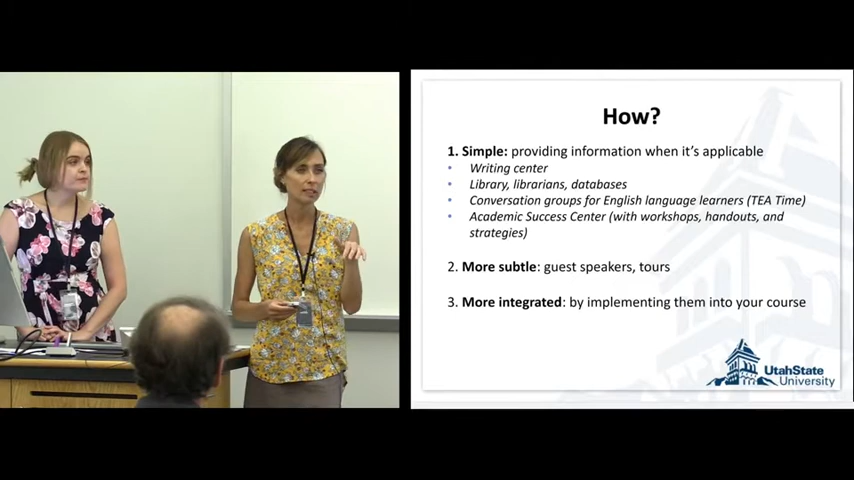 How?
1. Simple: providing information when it's applicable
• Writing center
• Library, librarians, databases
• Conversation groups for English language learners (TEA Time)
• Academic Success Center (with workshops, handouts, and
strategies)
2. More subtle: guest speakers, tours
3. More integrated: by implementing them into your course
UtahState
University